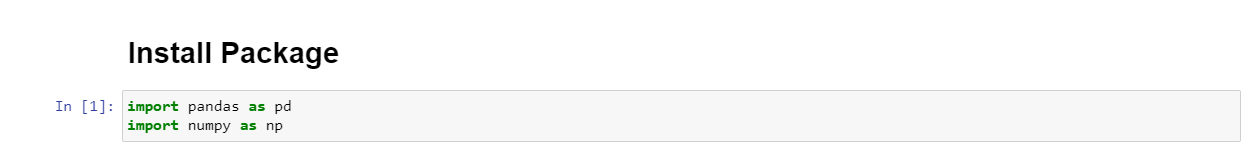 Install Package
In [1]: import pandas as pd
import numpy as np